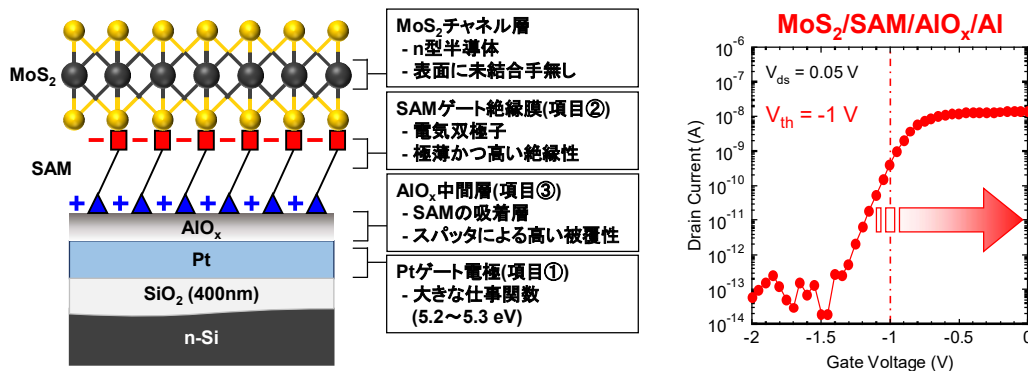 MoS2
SAM
AlOx
Pt
SiO2 (400nm)
n-Si
MoS2チャネル層
- n型半導体
- 表面に未結合手無し
SAMゲート絶縁膜(項目②)
- 電気双極子
- 極薄かつ高い絶縁性
AlOx中間層(項目③)
- SAMの吸着層
- スパッタによる高い被覆性
Ptゲート電極(項目①)
- 大きな仕事関数
(5.2～5.3 eV)
MoS2/SAM/AlOx/Al
Vds = 0.05 V
Vth = -1 V
Drain Current (A)
10-6
10-7
10-8
10-9
10-10
10-11
10-12
10-13
10-14
-2
-1.5
-1
-0.5
0
Gate Voltage (V)